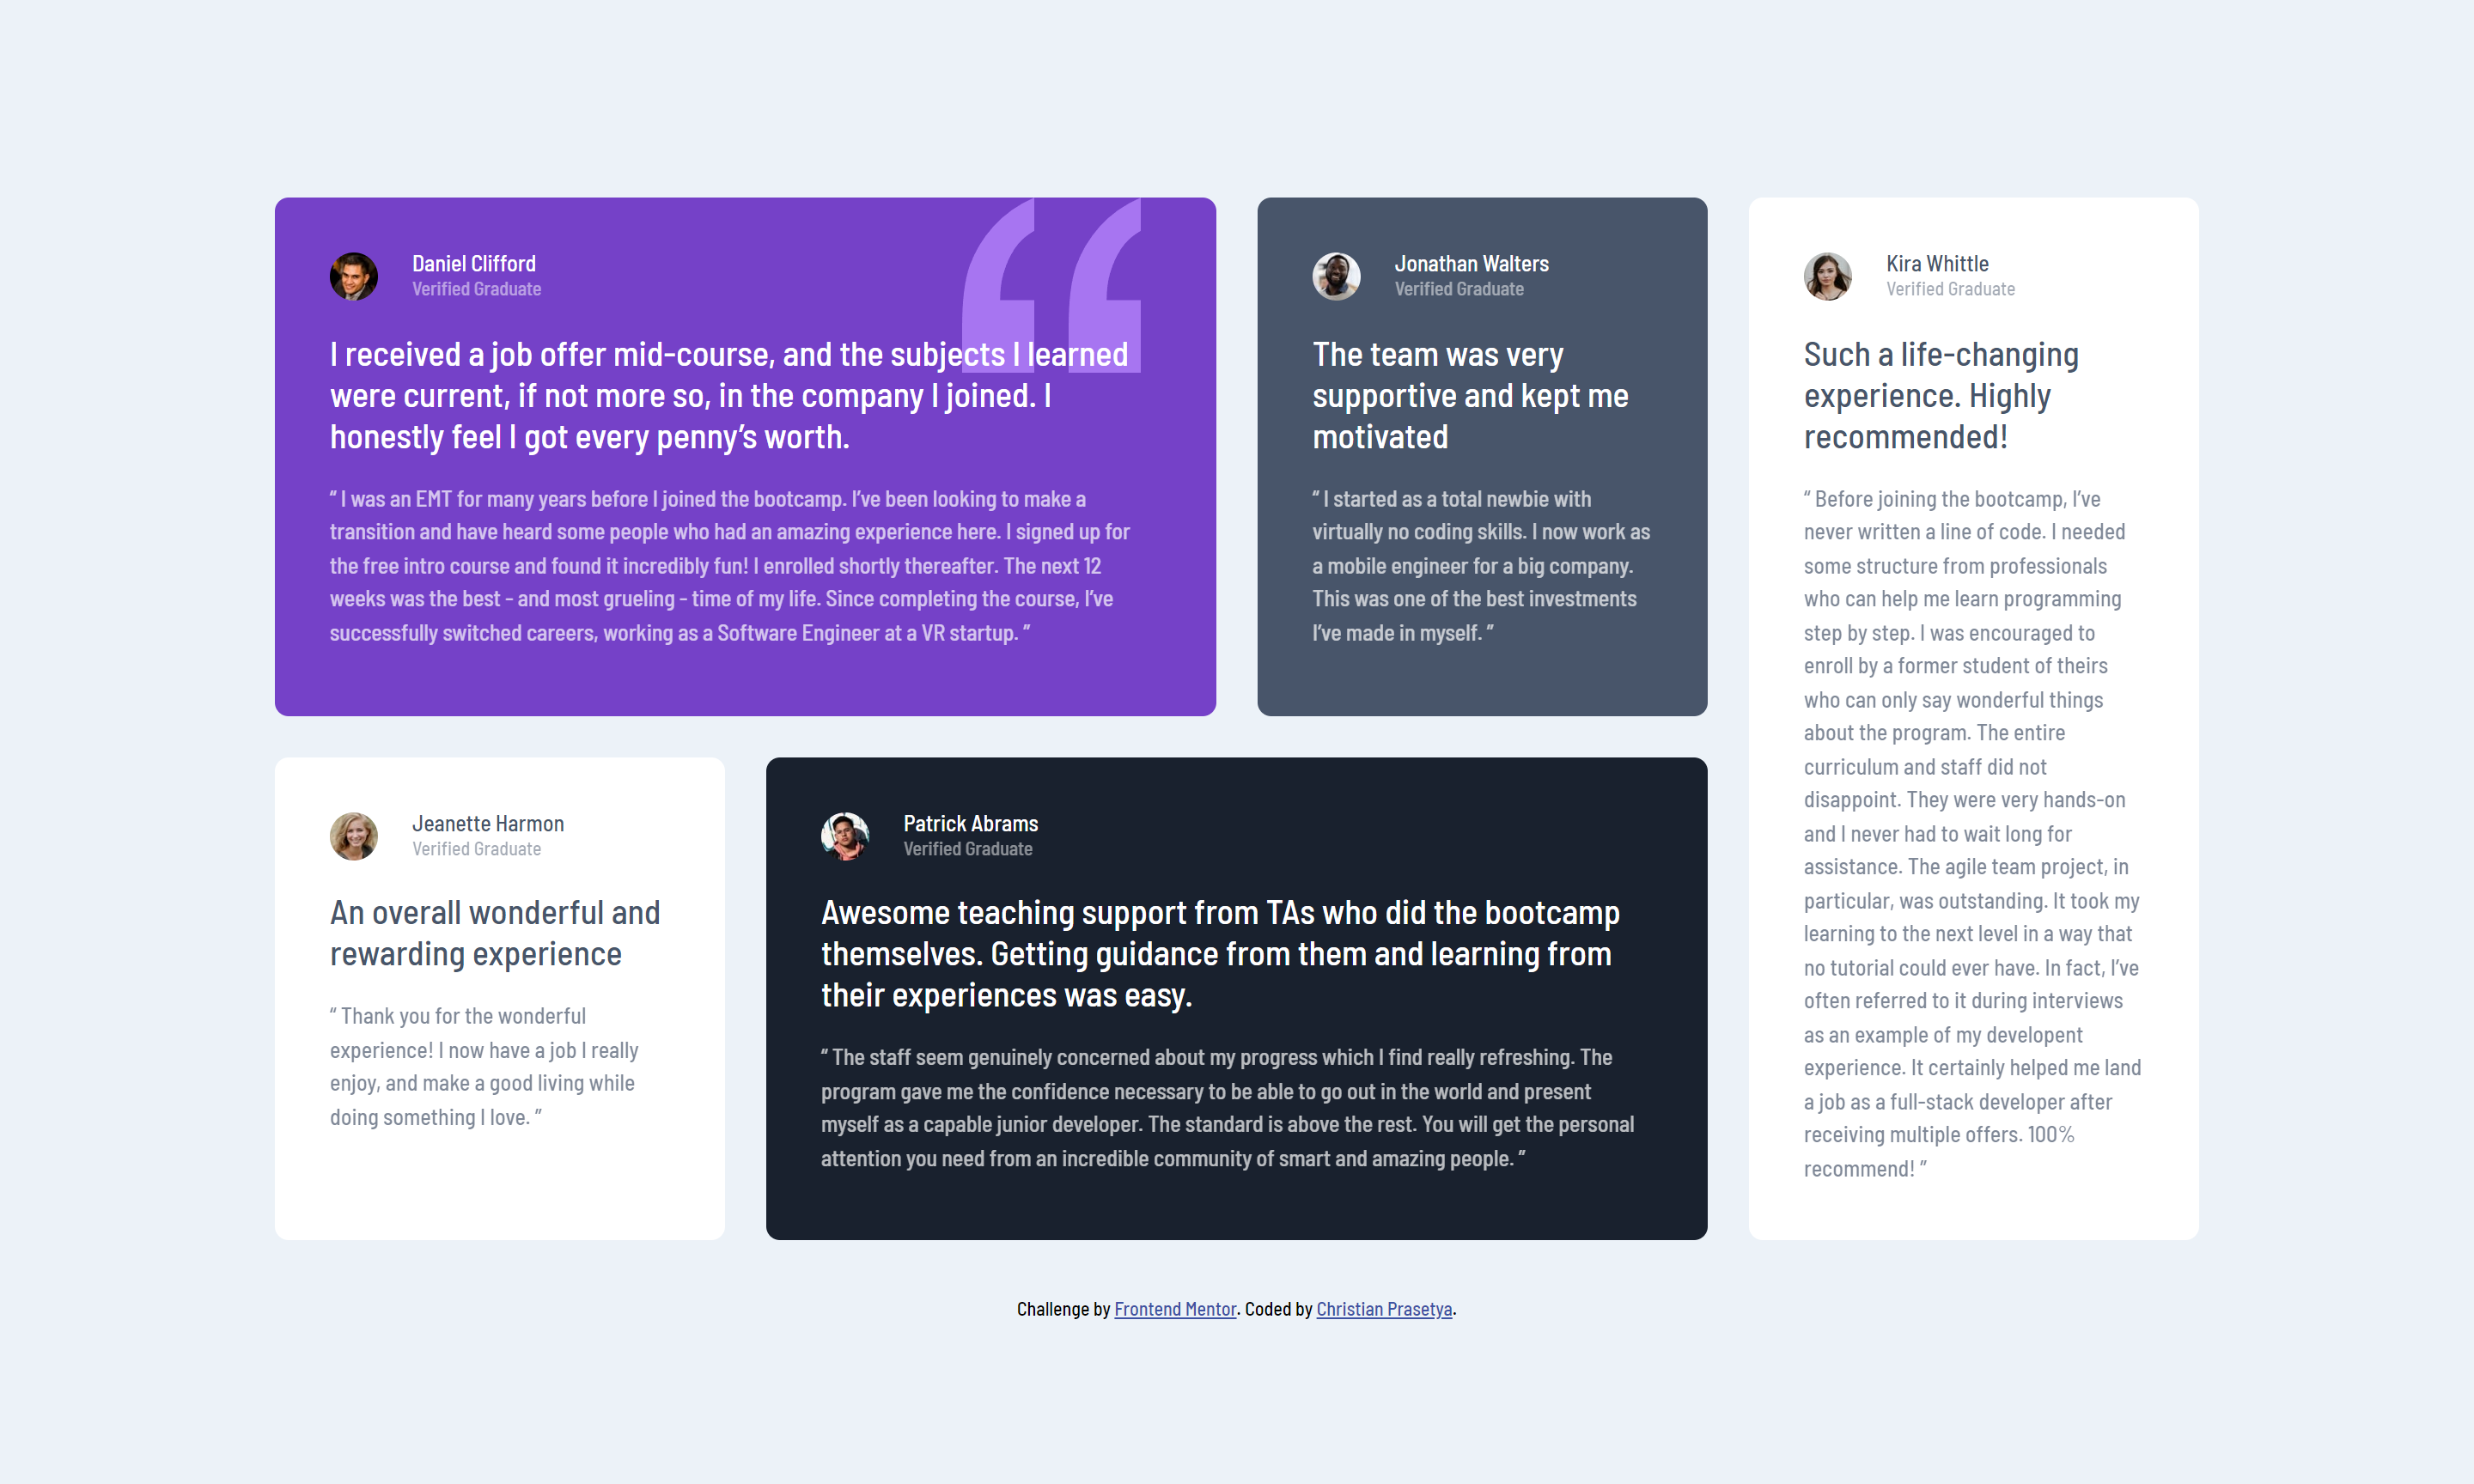 Daniel Clifford
Verified Graduate
I received a job offer mid-course, and the subjects I learned
were current, if not more so, in the company I joined. I
honestly feel I got every penny’s worth.
“ I was an EMT for many years before I joined the bootcamp. I’ve been looking to make a
transition and have heard some people who had an amazing experience here. I signed up for
the free intro course and found it incredibly fun! I enrolled shortly thereafter. The next 12
weeks was the best - and most grueling - time of my life. Since completing the course, I’ve
successfully switched careers, working as a Software Engineer at a VR startup. ”
Jonathan Walters
Verified Graduate
The team was very
supportive and kept me
motivated
“ I started as a total newbie with
virtually no coding skills. I now work as
a mobile engineer for a big company.
This was one of the best investments
I’ve made in myself. ”
Kira Whittle
Verified Graduate
Such a life-changing
experience. Highly
recommended!
“ Before joining the bootcamp, I’ve
never written a line of code. I needed
some structure from professionals
who can help me learn programming
step by step. I was encouraged to
enroll by a former student of theirs
who can only say wonderful things
about the program. The entire
curriculum and staff did not
disappoint. They were very hands-on
and I never had to wait long for
assistance. The agile team project, in
particular, was outstanding. It took my
learning to the next level in a way that
no tutorial could ever have. In fact, I’ve
often referred to it during interviews
as an example of my developent
experience. It certainly helped me land
a job as a full-stack developer after
receiving multiple offers. 100%
recommend! ”
Jeanette Harmon
Verified Graduate
An overall wonderful and
rewarding experience
“ Thank you for the wonderful
experience! I now have a job I really
enjoy, and make a good living while
doing something I love. ”
Patrick Abrams
Verified Graduate
Awesome teaching support from TAs who did the bootcamp
themselves. Getting guidance from them and learning from
their experiences was easy.
“ The staff seem genuinely concerned about my progress which I find really refreshing. The
program gave me the confidence necessary to be able to go out in the world and present
myself as a capable junior developer. The standard is above the rest. You will get the personal
attention you need from an incredible community of smart and amazing people. ”
Challenge by Frontend Mentor. Coded by Christian Prasetya.